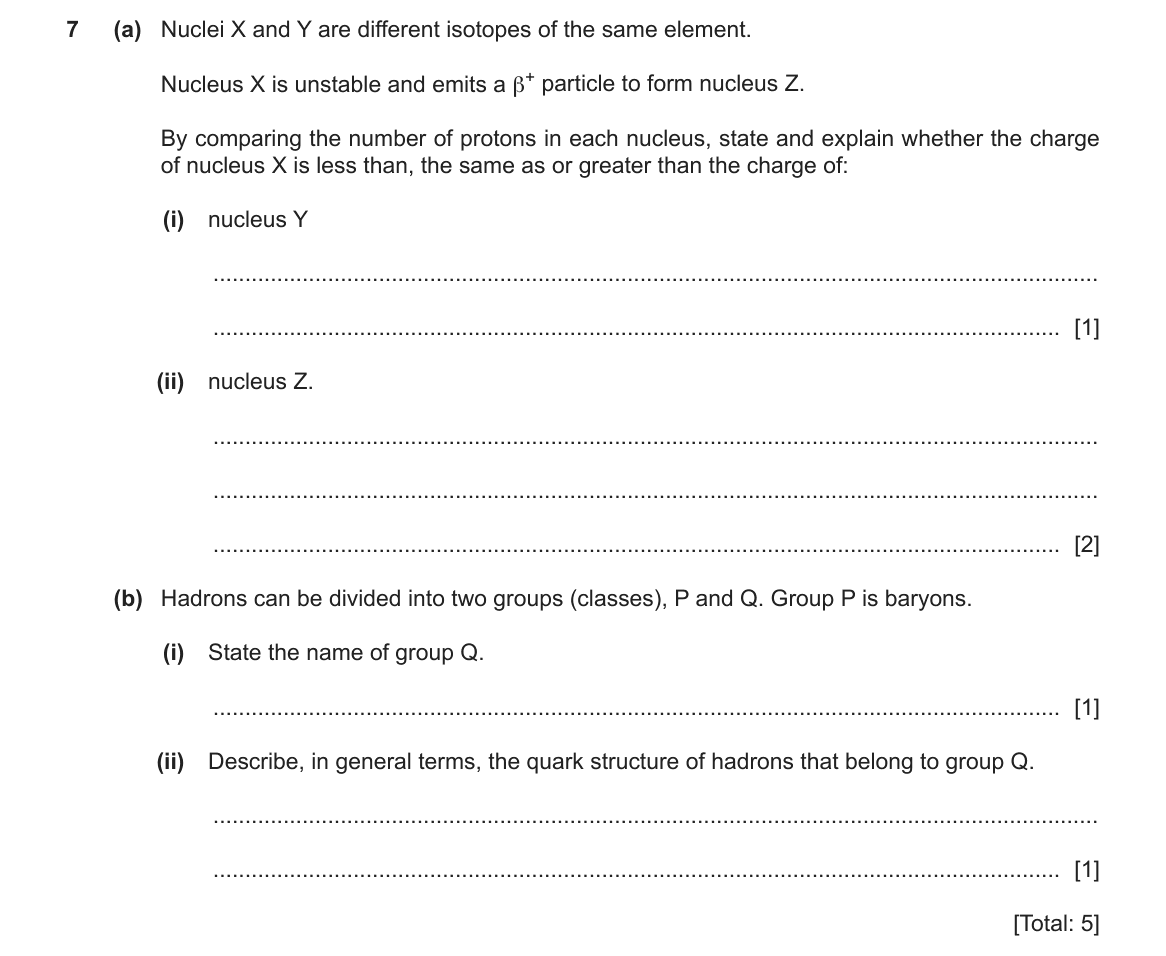 7 (a) Nuclei X and Y are different isotopes of the same element.
Nucleus X is unstable and emits a β⁺ particle to form nucleus Z.
By comparing the number of protons in each nucleus, state and explain whether the charge
of nucleus X is less than, the same as or greater than the charge of:
(i) nucleus Y
..........................................................................................................................................
.................................................................................................................................... [1]
(ii) nucleus Z.
..........................................................................................................................................
..........................................................................................................................................
.................................................................................................................................... [2]
(b) Hadrons can be divided into two groups (classes), P and Q. Group P is baryons.
(i) State the name of group Q.
.................................................................................................................................... [1]
(ii) Describe, in general terms, the quark structure of hadrons that belong to group Q.
..........................................................................................................................................
.................................................................................................................................... [1]
[Total: 5]